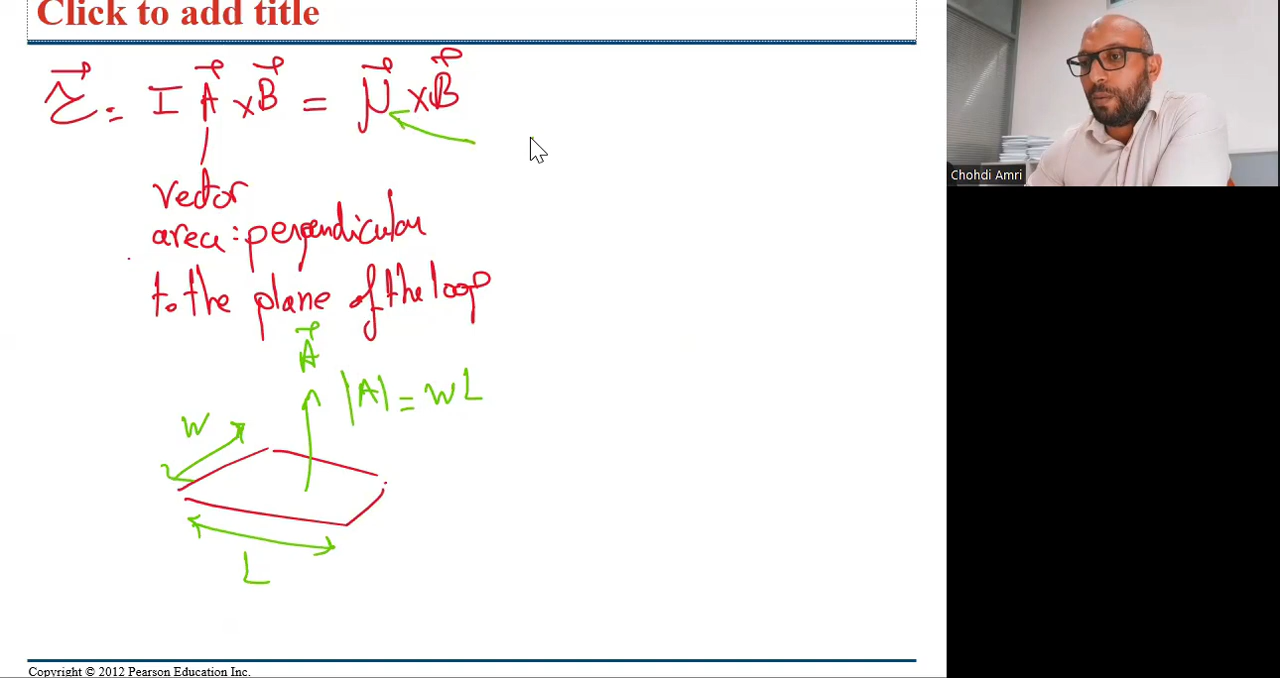 Click to add title
τ⃗ = I A⃗ × B⃗ = μ⃗ × B⃗
vector
area: perpendicular
to the plane of the loop
A⃗
|A| = WL
W
L
Chohdi Amri
Copyright © 2012 Pearson Education Inc.